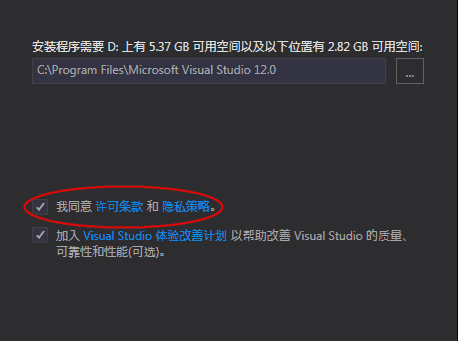 安装程序需要 D: 上有 5.37 GB 可用空间以及以下位置有 2.82 GB 可用空间:
C:\Program Files\Microsoft Visual Studio 12.0
...
我同意 许可条款 和 隐私策略。
加入 Visual Studio 体验改善计划 以帮助改善 Visual Studio 的质量、
可靠性和性能(可选)。